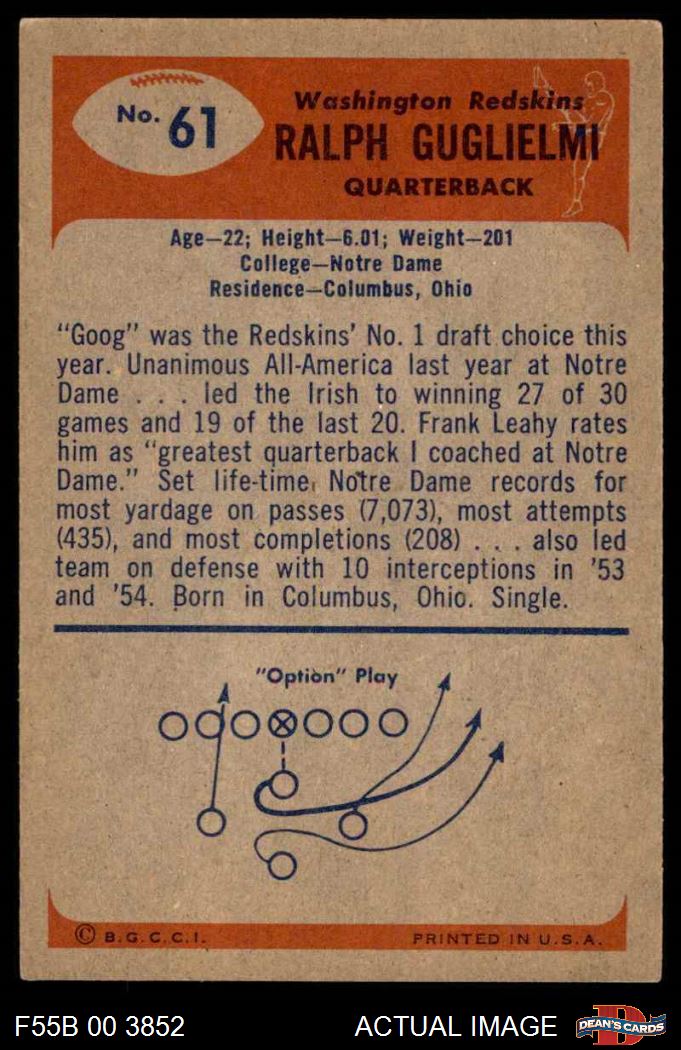 No. 61
Washington Redskins
RALPH GUGLIELMI
QUARTERBACK
Age—22; Height—6.01; Weight—201
College—Notre Dame
Residence—Columbus, Ohio
"Goog" was the Redskins' No. 1 draft choice this
year. Unanimous All-America last year at Notre
Dame . . . led the Irish to winning 27 of 30
games and 19 of the last 20. Frank Leahy rates
him as "greatest quarterback I coached at Notre
Dame." Set life-time Notre Dame records for
most yardage on passes (7,073), most attempts
(435), and most completions (208) . . . also led
team on defense with 10 interceptions in '53
and '54. Born in Columbus, Ohio. Single.
"Option" Play
© B.G.C.C.I.
PRINTED IN U.S.A.
F55B 00 3852
ACTUAL IMAGE
DEAN'S CARDS